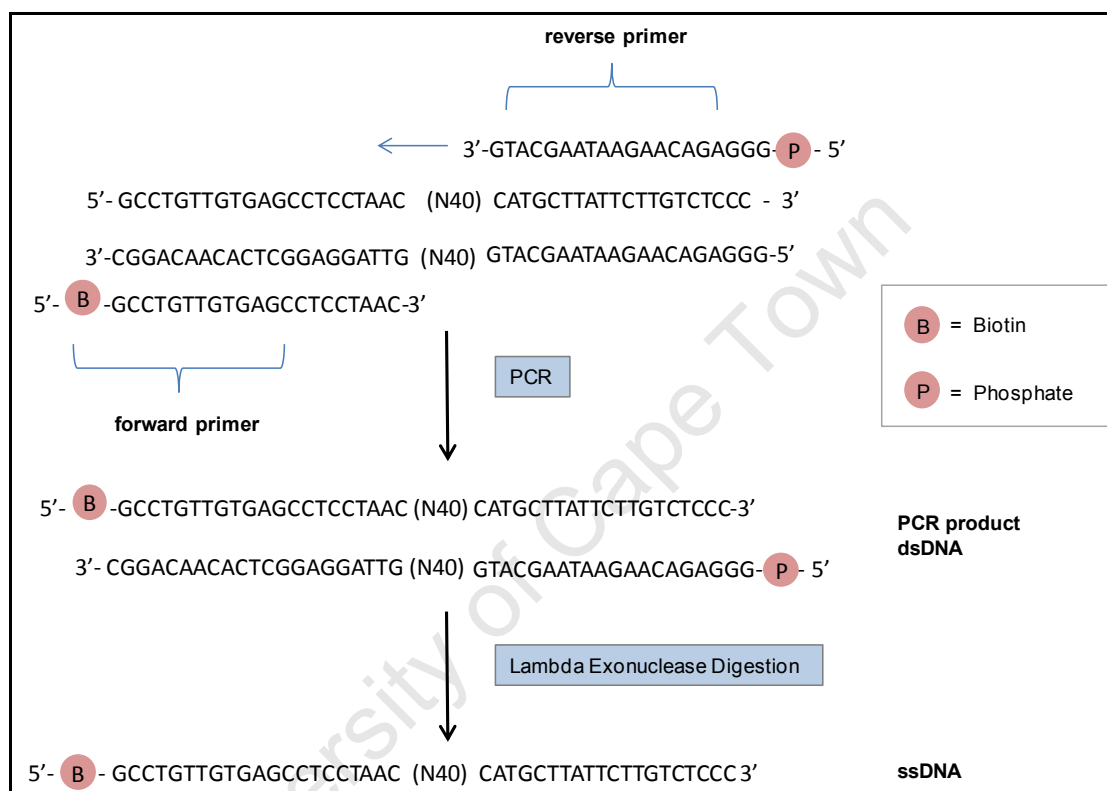 reverse primer
3’-GTACGAATAAGAACAGAGGG- P - 5’
5’- GCCTGTTGTGAGCCTCCTAAC (N40) CATGCTTATTCTTGTCTCCC - 3’
3’-CGGACAACACTCGGAGGATTG (N40) GTACGAATAAGAACAGAGGG-5’
5’- B -GCCTGTTGTGAGCCTCCTAAC-3’
B = Biotin
P = Phosphate
PCR
forward primer
5’- B -GCCTGTTGTGAGCCTCCTAAC (N40) CATGCTTATTCTTGTCTCCC-3’
PCR product
dsDNA
3’- CGGACAACACTCGGAGGATTG (N40) GTACGAATAAGAACAGAGGG- P - 5’
Lambda Exonuclease Digestion
5’- B - GCCTGTTGTGAGCCTCCTAAC (N40) CATGCTTATTCTTGTCTCCC 3’
ssDNA
ersity of Cape Town